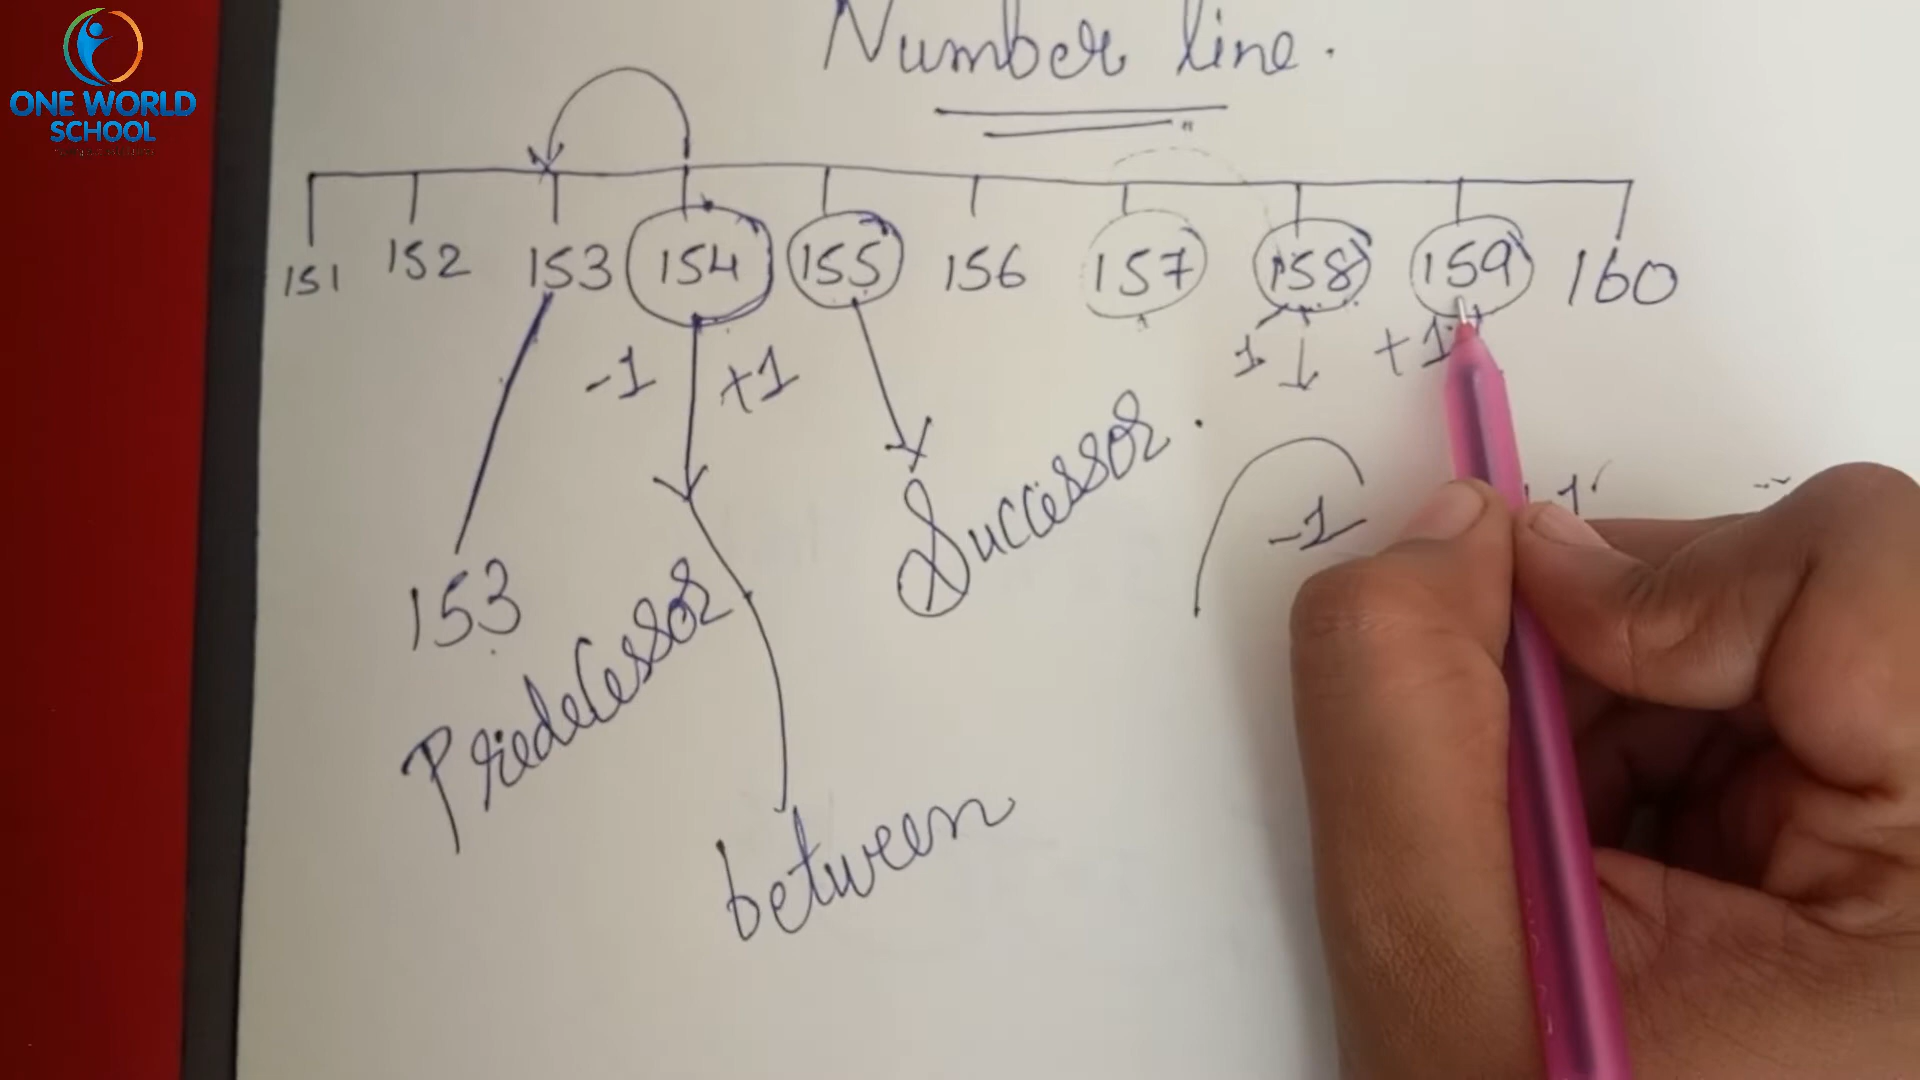 ONE WORLD
SCHOOL
Number line.
151 152 153 154 155 156 157 158 159 160
-1 +1 1 +1
-1
153
Predecessor
Successor.
between